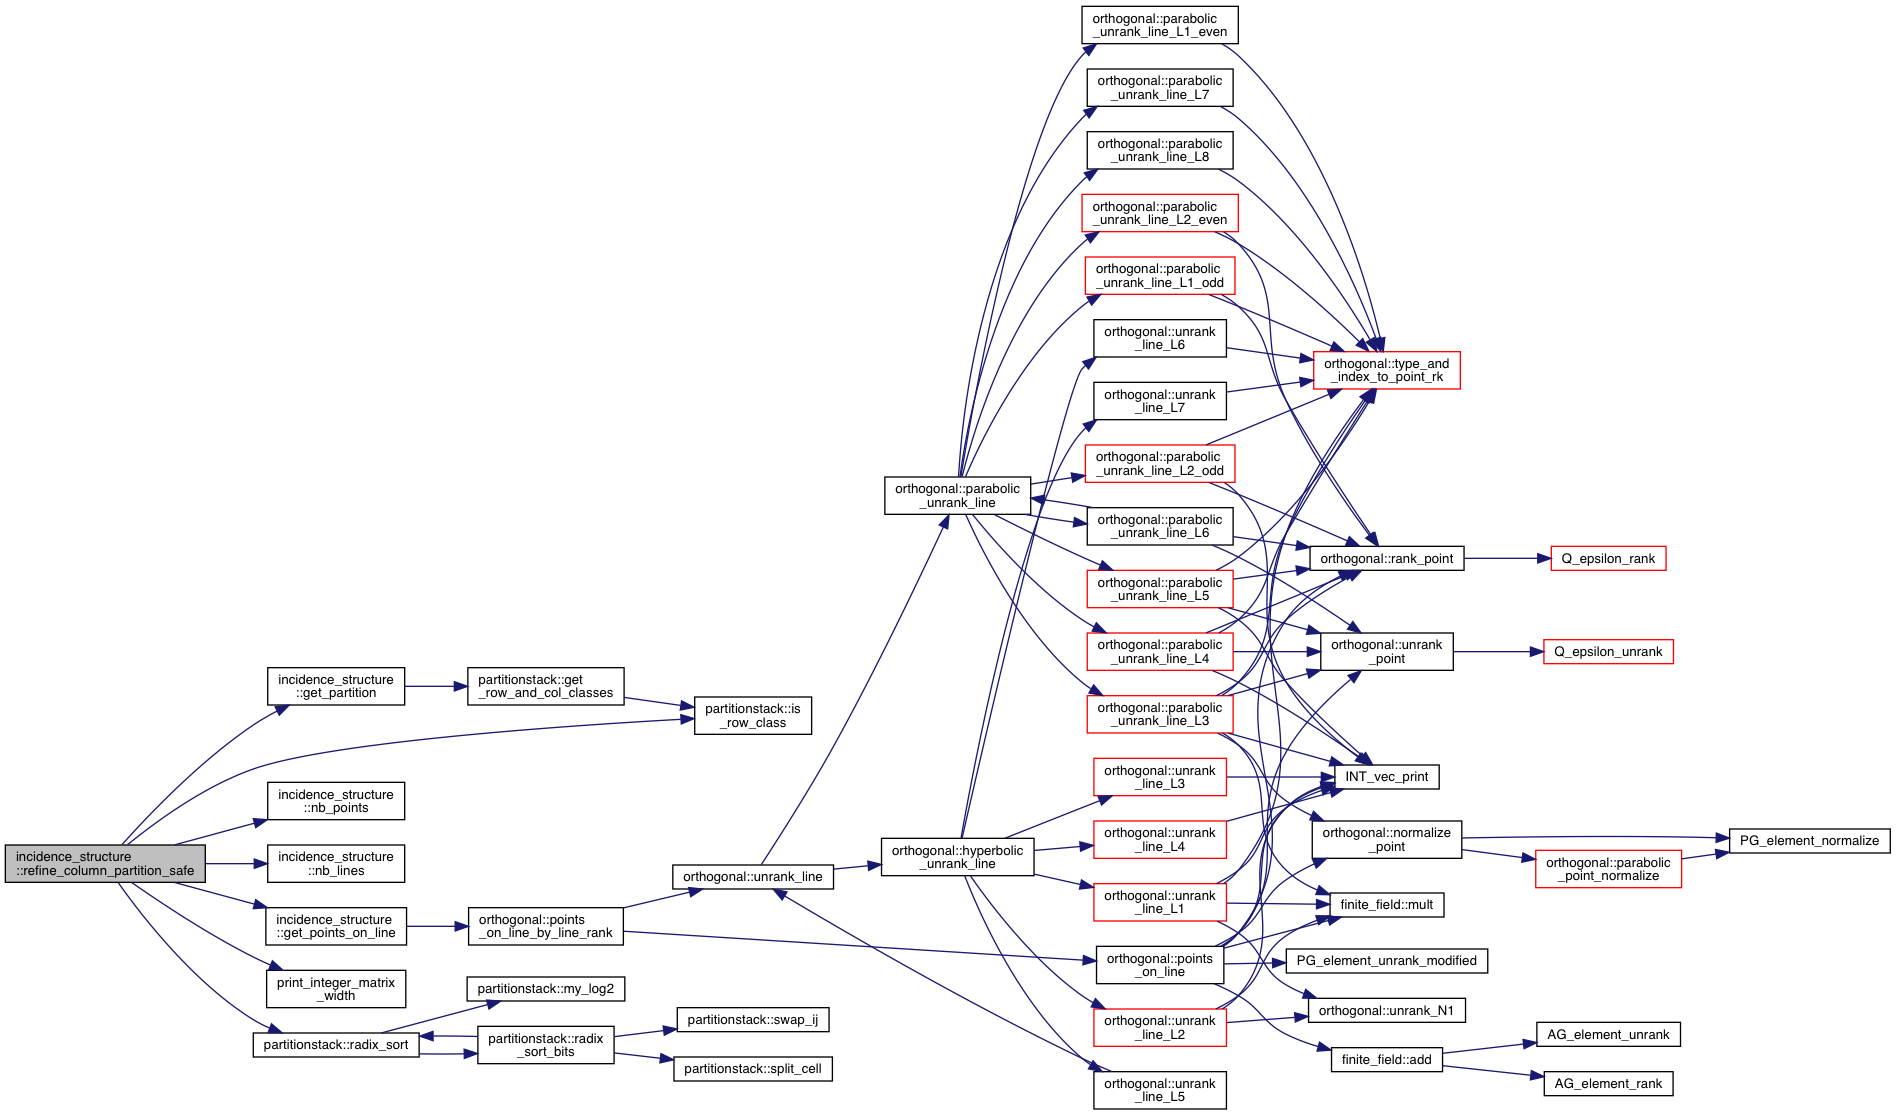 incidence_structure
::refine_column_partition_safe
incidence_structure
::get_partition
partitionstack::get
_row_and_col_classes
partitionstack::is
_row_class
incidence_structure
::nb_points
incidence_structure
::nb_lines
incidence_structure
::get_points_on_line
orthogonal::points
_on_line_by_line_rank
print_integer_matrix
_width
partitionstack::radix_sort
partitionstack::my_log2
partitionstack::radix
_sort_bits
partitionstack::swap_ij
partitionstack::split_cell
orthogonal::unrank_line
orthogonal::parabolic
_unrank_line
orthogonal::hyperbolic
_unrank_line
orthogonal::parabolic
_unrank_line_L1_even
orthogonal::parabolic
_unrank_line_L7
orthogonal::parabolic
_unrank_line_L8
orthogonal::parabolic
_unrank_line_L2_even
orthogonal::parabolic
_unrank_line_L1_odd
orthogonal::unrank
_line_L6
orthogonal::unrank
_line_L7
orthogonal::parabolic
_unrank_line_L2_odd
orthogonal::parabolic
_unrank_line_L6
orthogonal::parabolic
_unrank_line_L5
orthogonal::parabolic
_unrank_line_L4
orthogonal::parabolic
_unrank_line_L3
orthogonal::unrank
_line_L3
orthogonal::unrank
_line_L4
orthogonal::unrank
_line_L1
orthogonal::points
_on_line
orthogonal::unrank
_line_L2
orthogonal::unrank
_line_L5
orthogonal::type_and
_index_to_point_rk
orthogonal::rank_point
orthogonal::unrank
_point
INT_vec_print
orthogonal::normalize
_point
finite_field::mult
PG_element_unrank_modified
orthogonal::unrank_N1
finite_field::add
Q_epsilon_rank
Q_epsilon_unrank
orthogonal::parabolic
_point_normalize
PG_element_normalize
AG_element_unrank
AG_element_rank